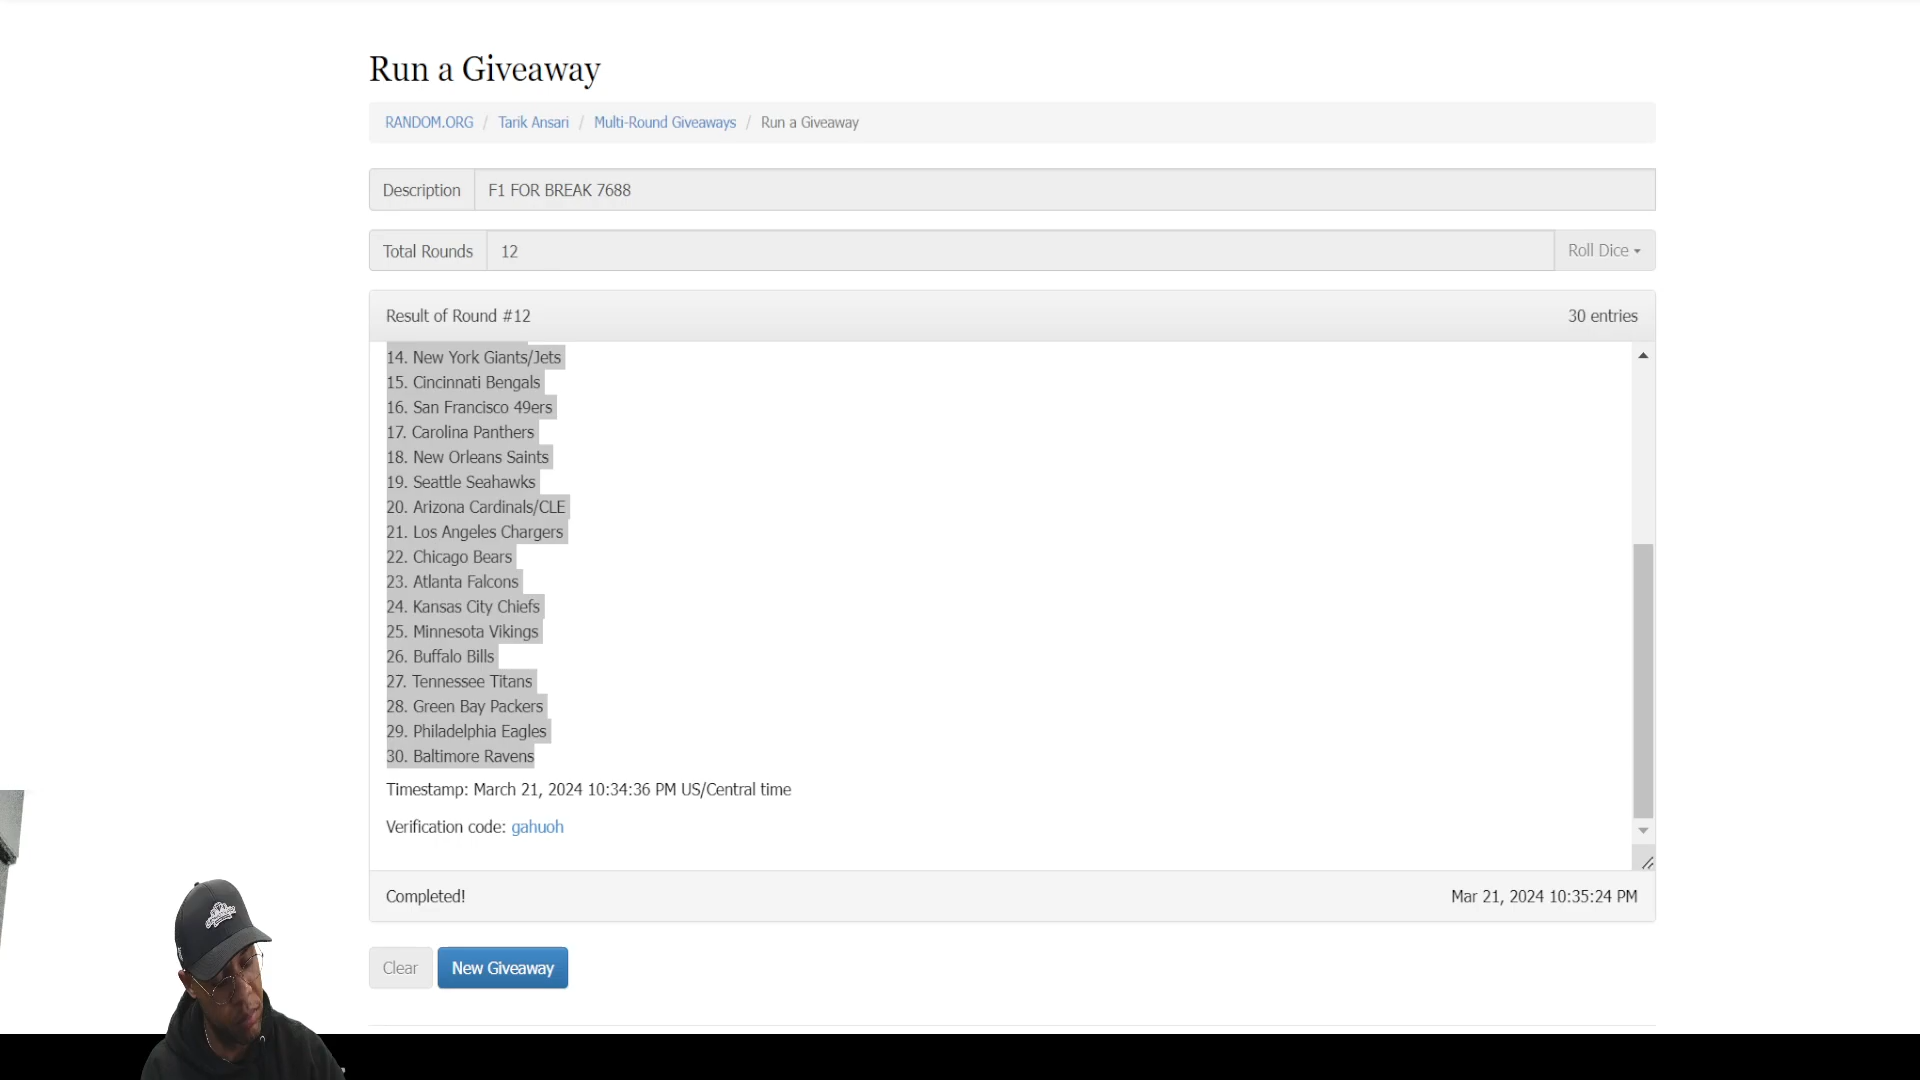 Run a Giveaway
RANDOM.ORG / Tarik Ansari / Multi-Round Giveaways / Run a Giveaway
Description F1 FOR BREAK 7688
Total Rounds 12 Roll Dice
Result of Round #12 30 entries
14. New York Giants/Jets
15. Cincinnati Bengals
16. San Francisco 49ers
17. Carolina Panthers
18. New Orleans Saints
19. Seattle Seahawks
20. Arizona Cardinals/CLE
21. Los Angeles Chargers
22. Chicago Bears
23. Atlanta Falcons
24. Kansas City Chiefs
25. Minnesota Vikings
26. Buffalo Bills
27. Tennessee Titans
28. Green Bay Packers
29. Philadelphia Eagles
30. Baltimore Ravens
Timestamp: March 21, 2024 10:34:36 PM US/Central time
Verification code: gahuoh
Completed! Mar 21, 2024 10:35:24 PM
Clear New Giveaway